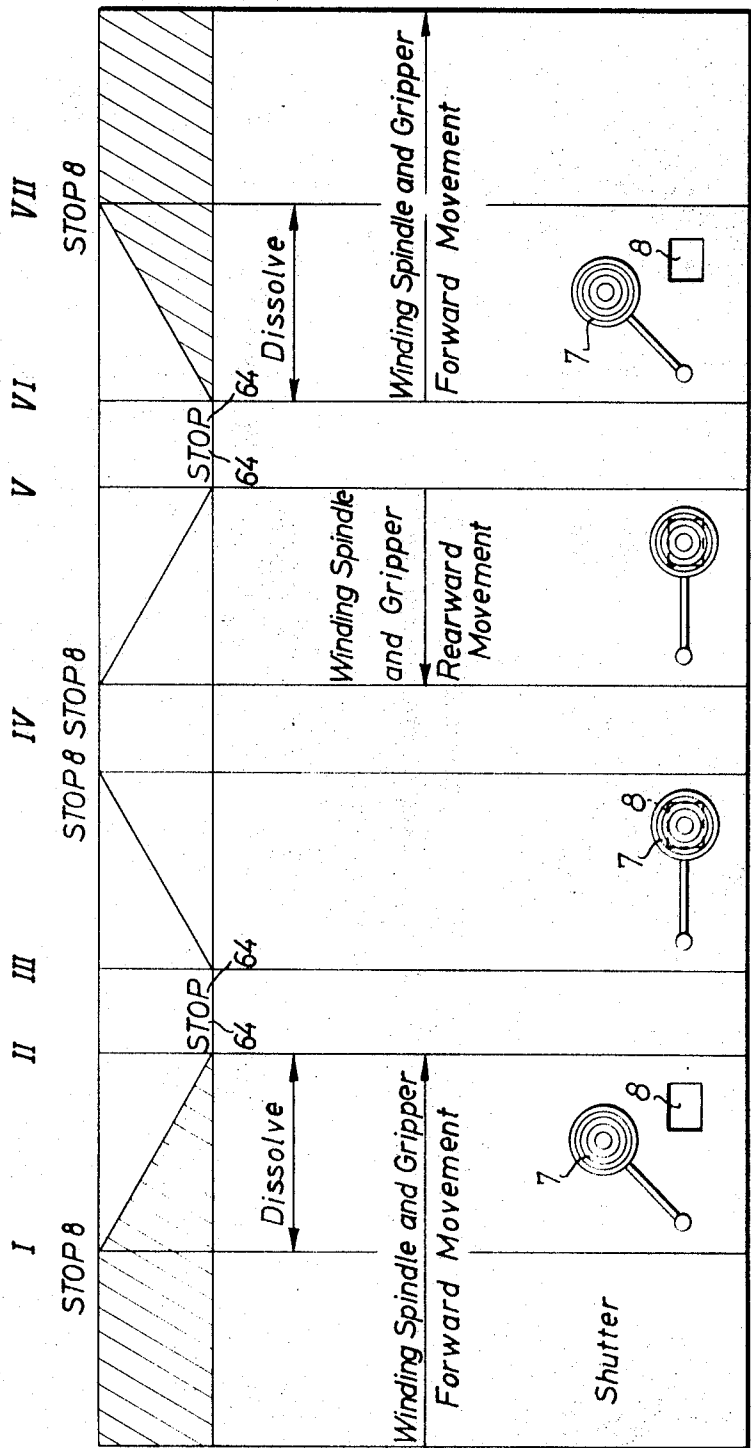 I II III IV V VI VII
STOP 8 STOP 8 STOP 8 STOP 8
STOP STOP
64 64 64 64
Dissolve Dissolve
Winding Spindle and Gripper
Forward Movement
Winding Spindle
and Gripper
Rearward
Movement
Winding Spindle and Gripper
Forward Movement
Shutter
7 8 7 8 7 8